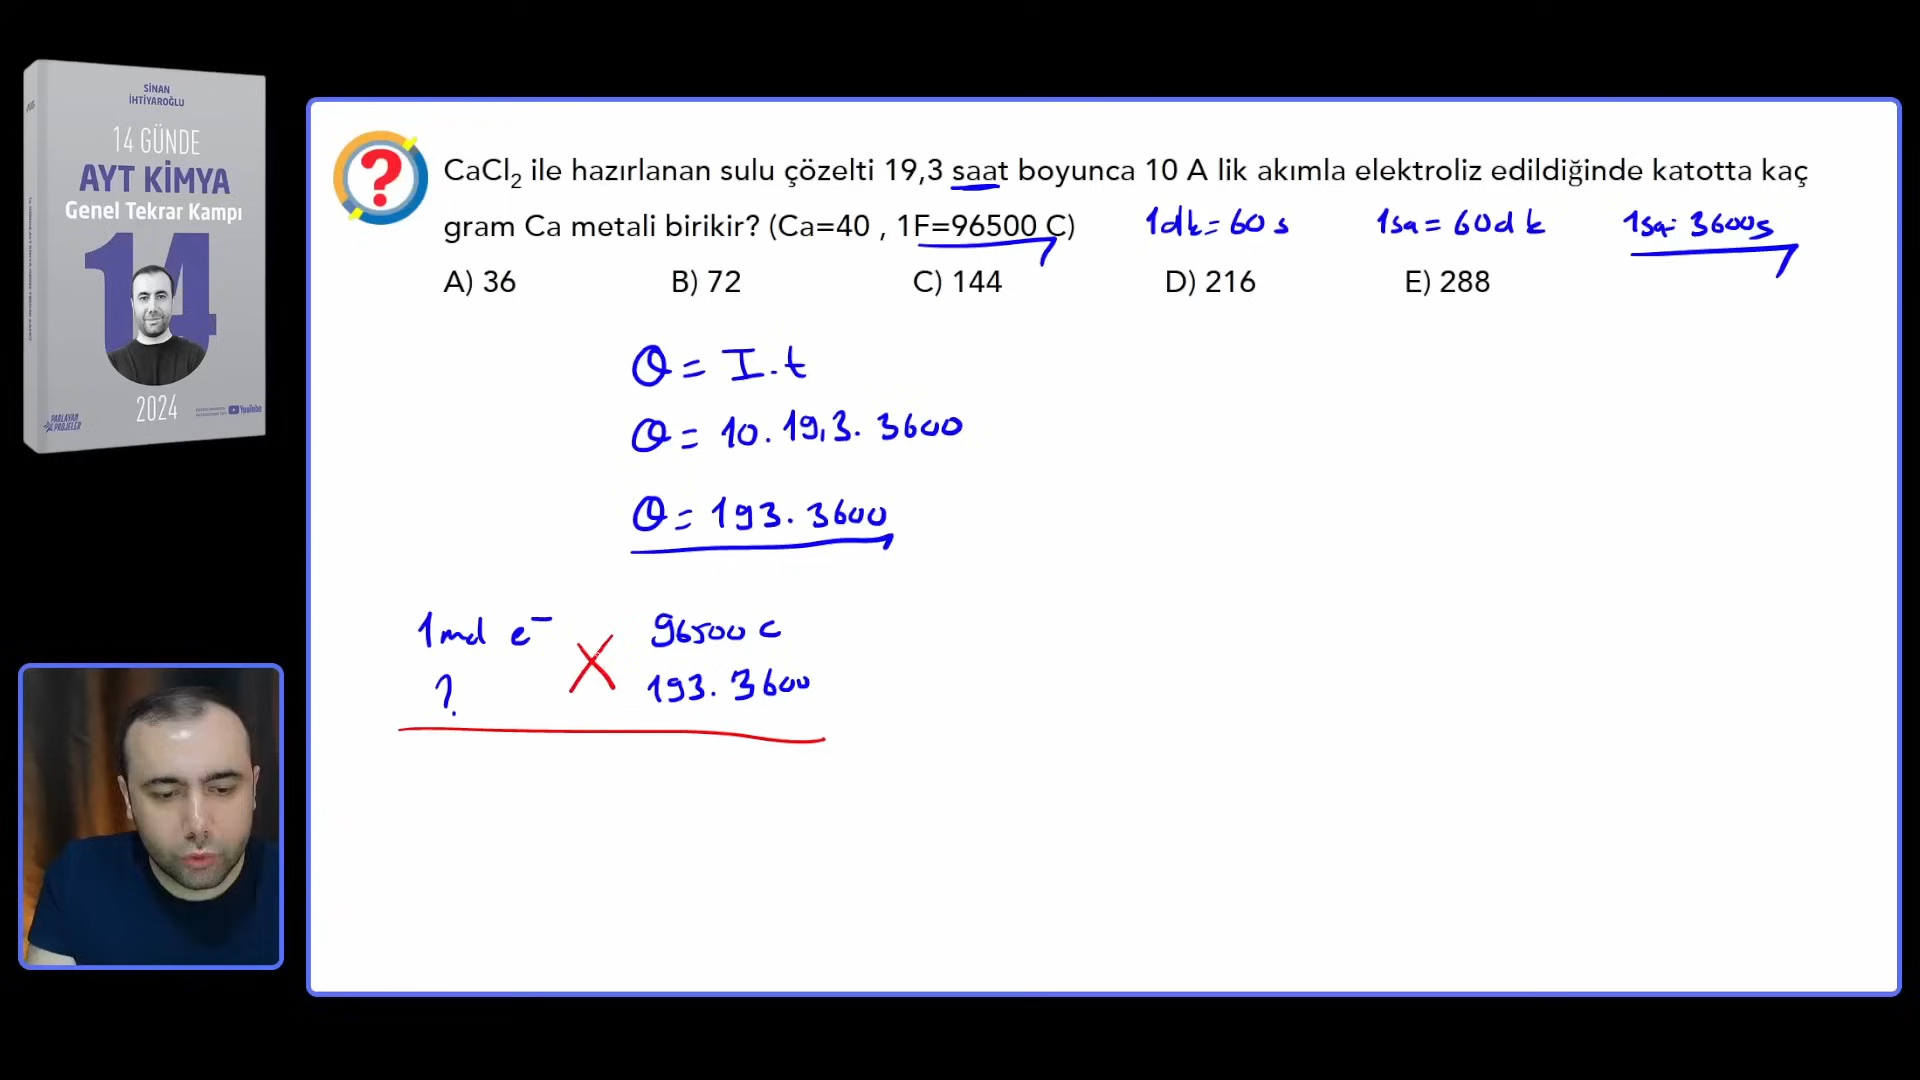 SİNAN
İHTİYAROĞLU
14 GÜNDE
AYT KİMYA
Genel Tekrar Kampı
14
2024
PARLAYAN
PROJELER
YouTube
?
CaCl₂ ile hazırlanan sulu çözelti 19,3 saat boyunca 10 A lik akımla elektroliz edildiğinde katotta kaç
gram Ca metali birikir? (Ca=40 , 1F=96500 C)
1dk = 60 s 1sa = 60dk 1sa = 3600s
A) 36 B) 72 C) 144 D) 216 E) 288
Q = I.t
Q = 10. 19,3. 3600
Q = 193. 3600
1mol e⁻ 96500 C
? 193. 3600